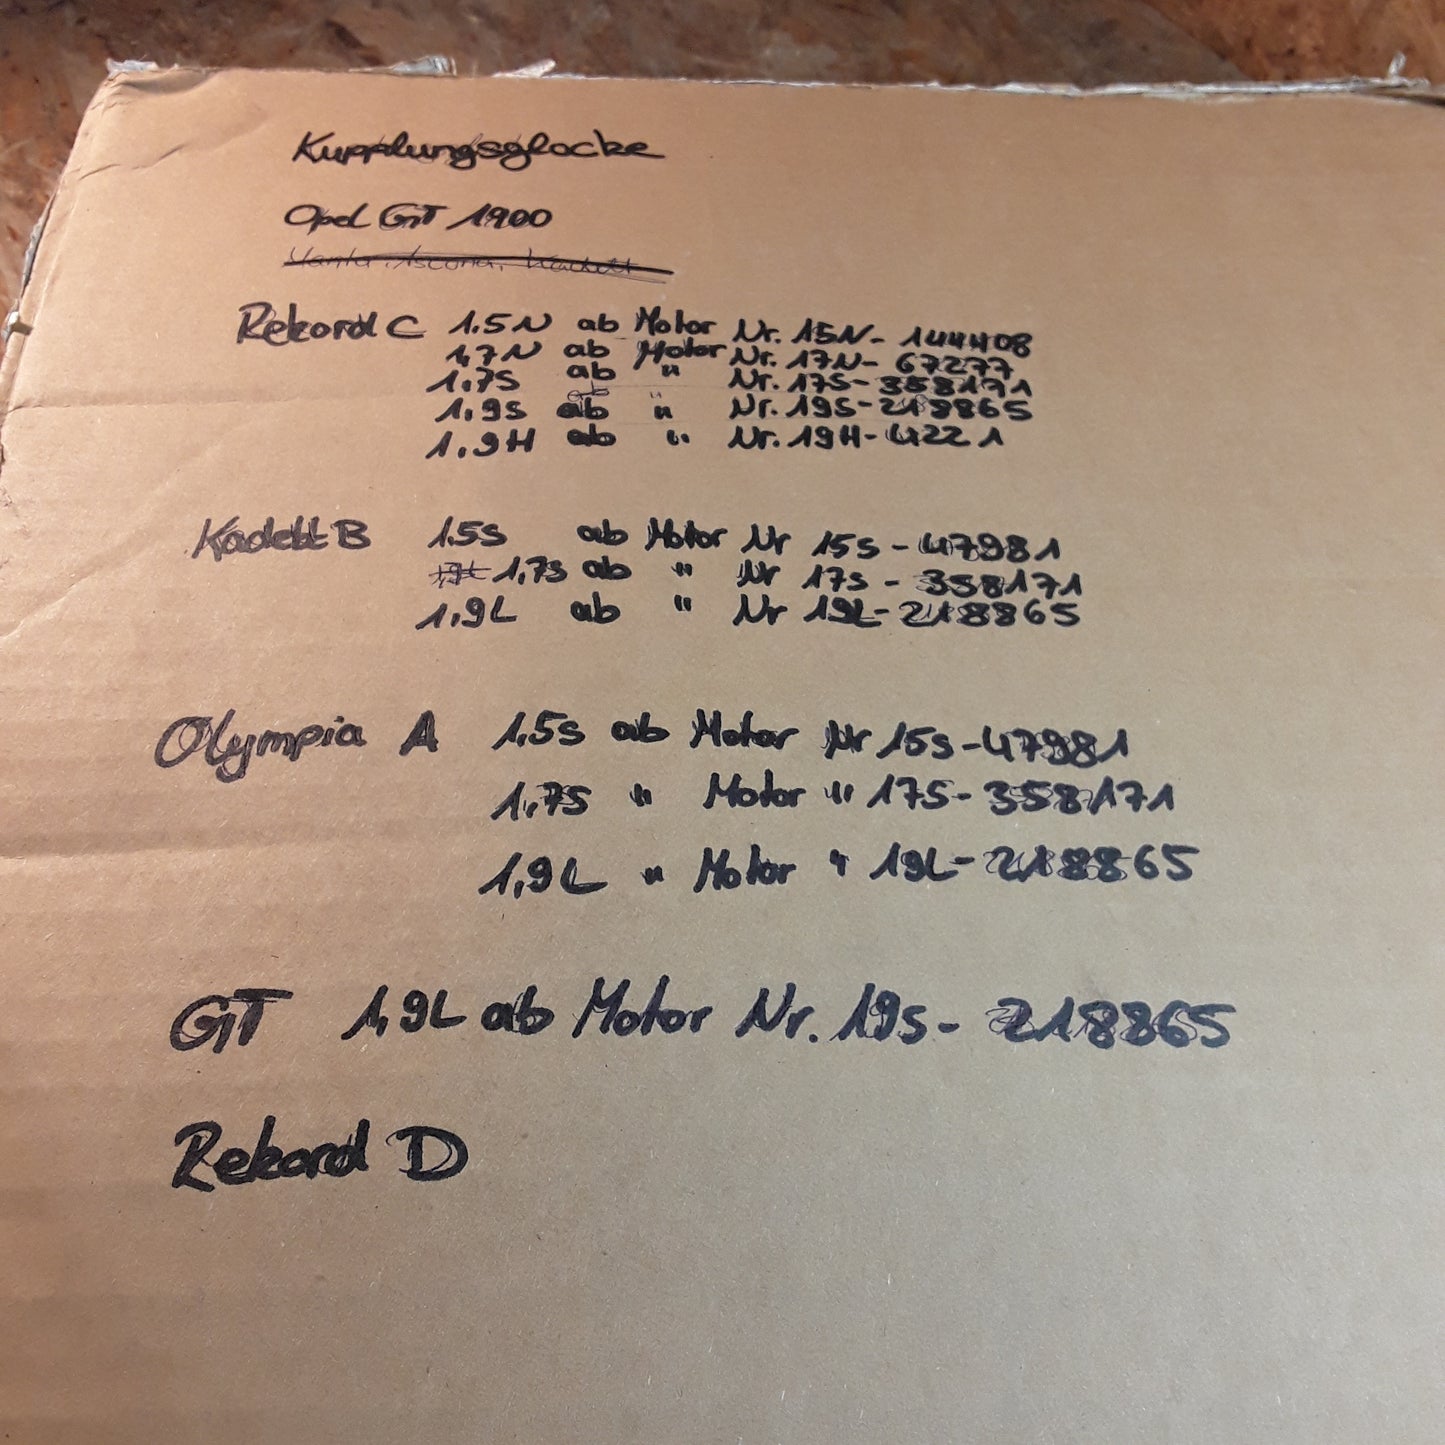 Kupplungsglocke
Opel GT 1900
Manta, Ascona, Kadett
Rekord C 1.5N ab Motor Nr. 15N- 144408
1,7N ab Motor Nr. 17N- 67277
1,7S ab " Nr. 17S- 358171
1,9S ab " Nr. 19S- 218865
1.9H ab " Nr. 19H- 4221
Kadett B 1.5S ab Motor Nr 15S - 47981
1,7S ab " Nr 17S - 358171
1,9L ab " Nr 19L- 218865
Olympia A 1,5S ab Motor Nr 15S-47981
1,7S " Motor " 17S- 358171
1,9L " Motor " 19L- 218865
GT 1,9L ab Motor Nr. 19S- 218865
Rekord D